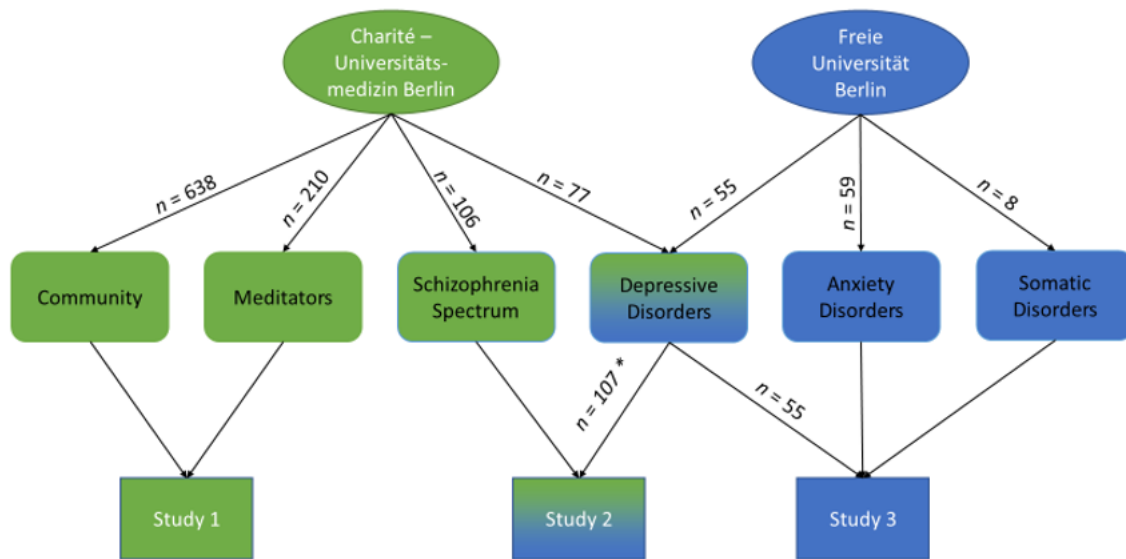 Charité –
Universitäts-
medizin Berlin
Freie
Universität
Berlin
n = 638
n = 210
n = 106
n = 77
n = 55
n = 59
n = 8
Community
Meditators
Schizophrenia
Spectrum
Depressive
Disorders
Anxiety
Disorders
Somatic
Disorders
n = 107 *
n = 55
Study 1
Study 2
Study 3